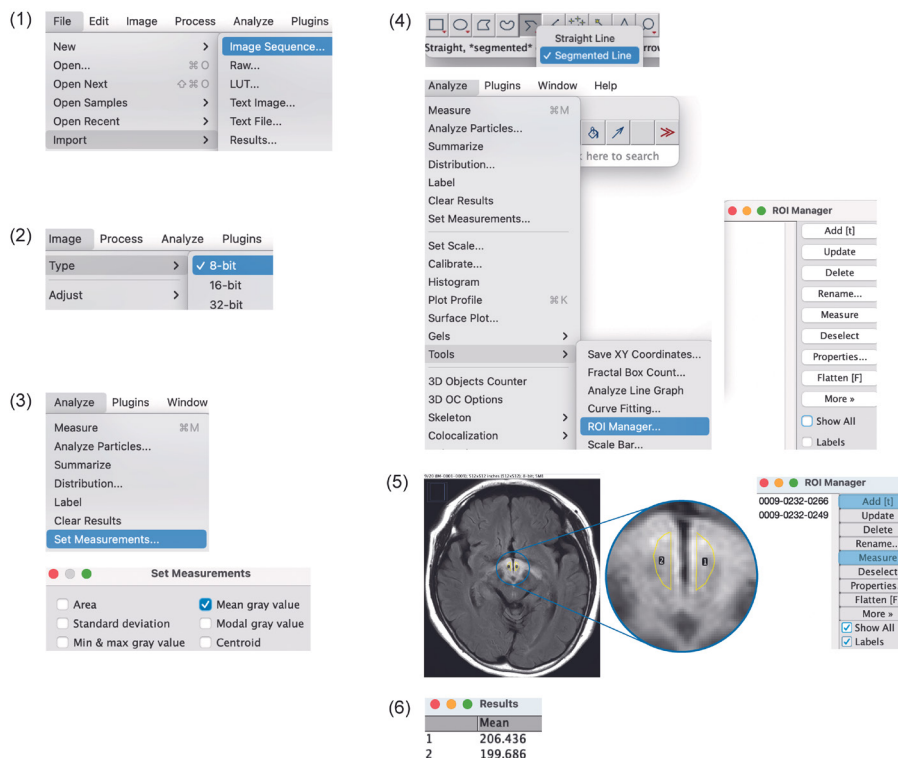 (1)
File Edit Image Process Analyze Plugins
New >
Open... ⌘ O
Open Next ⇧⌘ O
Open Samples >
Open Recent >
Import >
Image Sequence...
Raw...
LUT...
Text Image...
Text File...
Results...
(2)
Image Process Analyze Plugins
Type >
Adjust >
✓ 8-bit
16-bit
32-bit
(3)
Analyze Plugins Window
Measure ⌘M
Analyze Particles...
Summarize
Distribution...
Label
Clear Results
Set Measurements...
Set Measurements
Area
Mean gray value
Standard deviation
Modal gray value
Min & max gray value
Centroid
(4)
Straight, *segmented*
Straight Line
✓ Segmented Line
Analyze Plugins Window Help
Measure ⌘M
Analyze Particles...
Summarize
Distribution...
Label
Clear Results
Set Measurements...
Set Scale...
Calibrate...
Histogram
Plot Profile ⌘K
Surface Plot...
Gels >
Tools >
3D Objects Counter
3D OC Options
Skeleton >
Colocalization >
here to search
Save XY Coordinates...
Fractal Box Count...
Analyze Line Graph
Curve Fitting...
ROI Manager...
Scale Bar...
ROI Manager
Add [t]
Update
Delete
Rename...
Measure
Deselect
Properties...
Flatten [F]
More »
Show All
Labels
(5)
2
1
ROI Manager
0009-0232-0266
0009-0232-0249
Add [t]
Update
Delete
Rename..
Measure
Deselect
Properties
Flatten [F
More »
Show All
Labels
(6)
Results
Mean
1 206.436
2 199.686